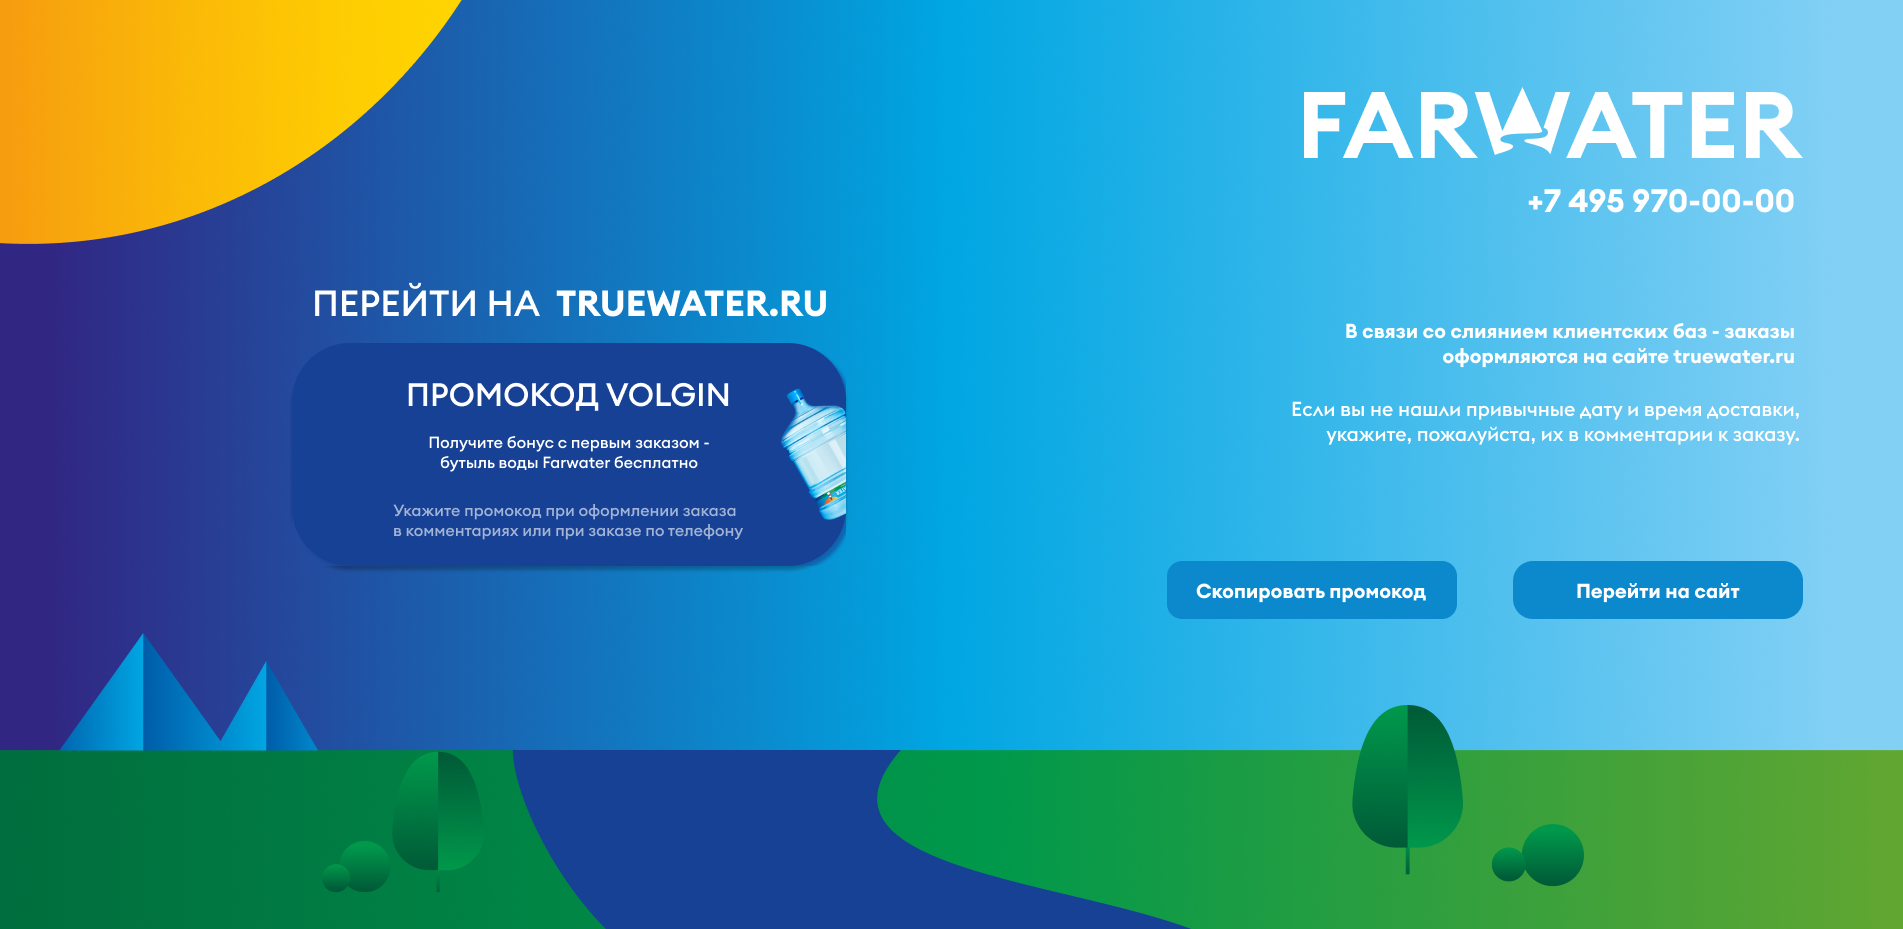 FARWATER
+7 495 970-00-00
ПЕРЕЙТИ НА TRUEWATER.RU
ПРОМОКОД VOLGIN
Получите бонус с первым заказом -
бутыль воды Farwater бесплатно
Укажите промокод при оформлении заказа
в комментариях или при заказе по телефону
В связи со слиянием клиентских баз - заказы
оформляются на сайте truewater.ru
Если вы не нашли привычные дату и время доставки,
укажите, пожалуйста, их в комментарии к заказу.
Скопировать промокод
Перейти на сайт